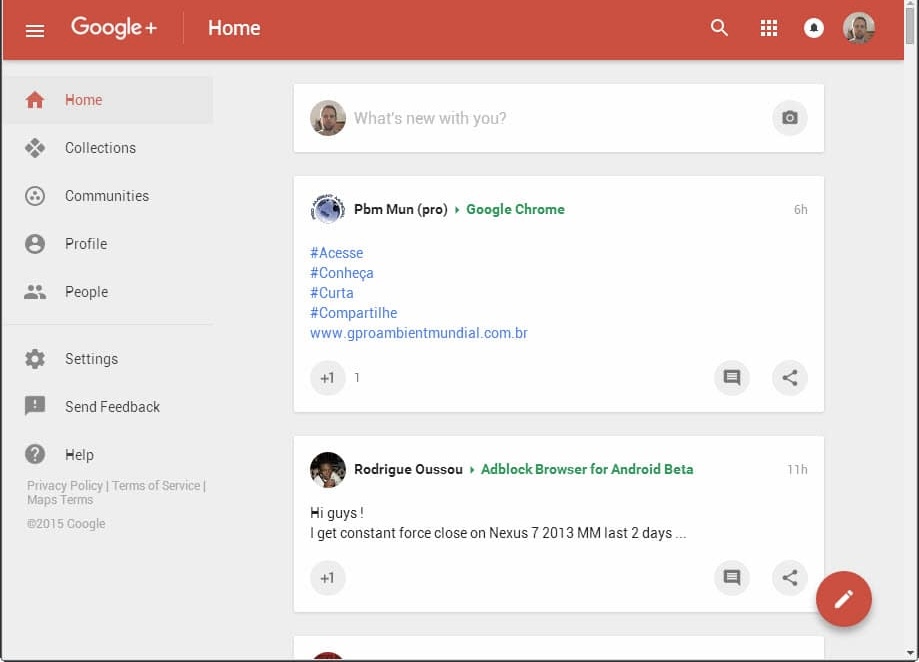 Google+
Home
Home
Collections
Communities
Profile
People
Settings
Send Feedback
Help
Privacy Policy | Terms of Service |
Maps Terms
©2015 Google
What's new with you?
Pbm Mun (pro) Google Chrome 6h
#Acesse
#Conheça
#Curta
#Compartilhe
www.gproambientmundial.com.br
+1 1
Rodrigue Oussou Adblock Browser for Android Beta 11h
Hi guys !
I get constant force close on Nexus 7 2013 MM last 2 days ...
+1